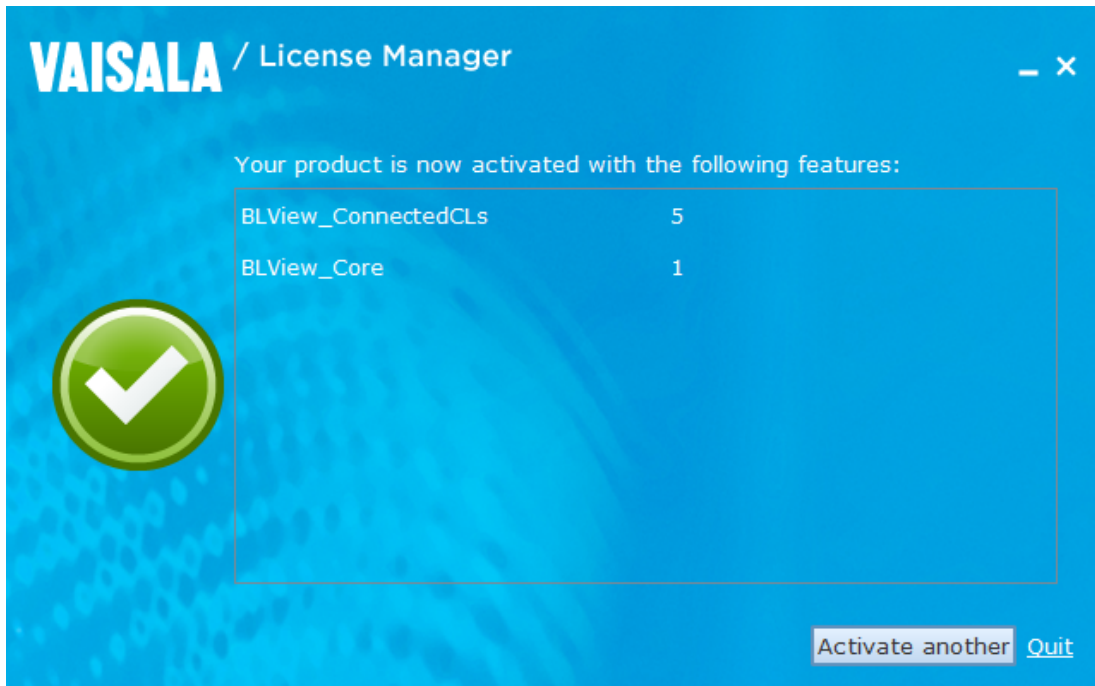 VAISALA / License Manager
Your product is now activated with the following features:
BLView_ConnectedCLs 5
BLView_Core 1
Activate another Quit